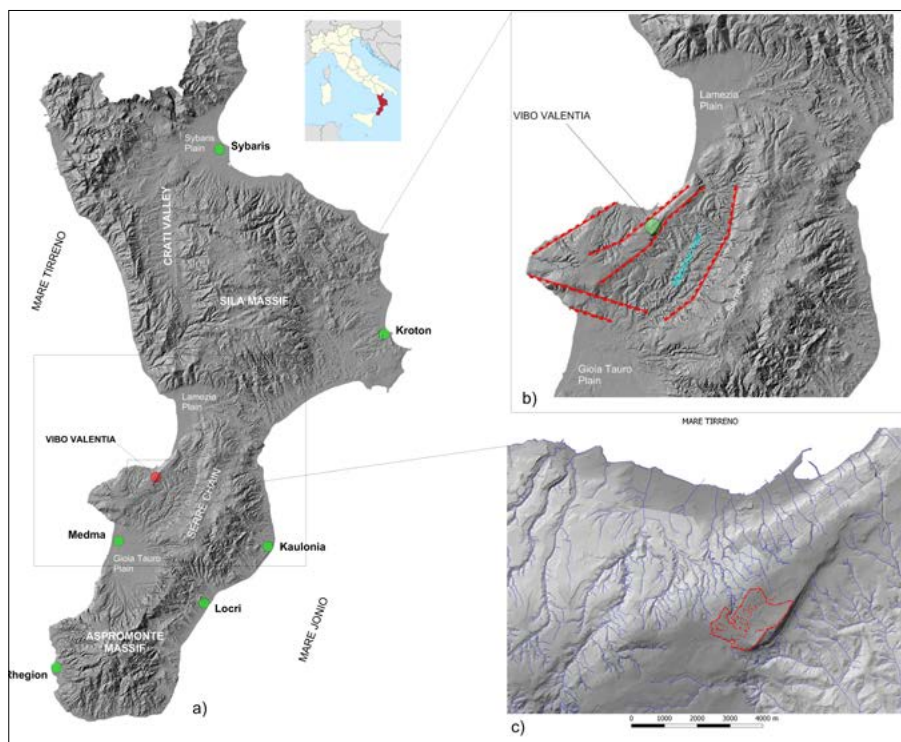 Sybaris
Plain
Sybaris
CRATI VALLEY
MARE TIRRENO
SILA MASSIF
Kroton
Lamezia
Plain
VIBO VALENTIA
SERRE CHAIN
Medma
Gioia Tauro
Plain
Kaulonia
Locri
MARE JONIO
ASPROMONTE
MASSIF
Rhegion
a)
Lamezia
Plain
VIBO VALENTIA
Gioia Tauro
Plain
b)
MARE TIRRENO
0 1000 2000 3000 4000 m
c)